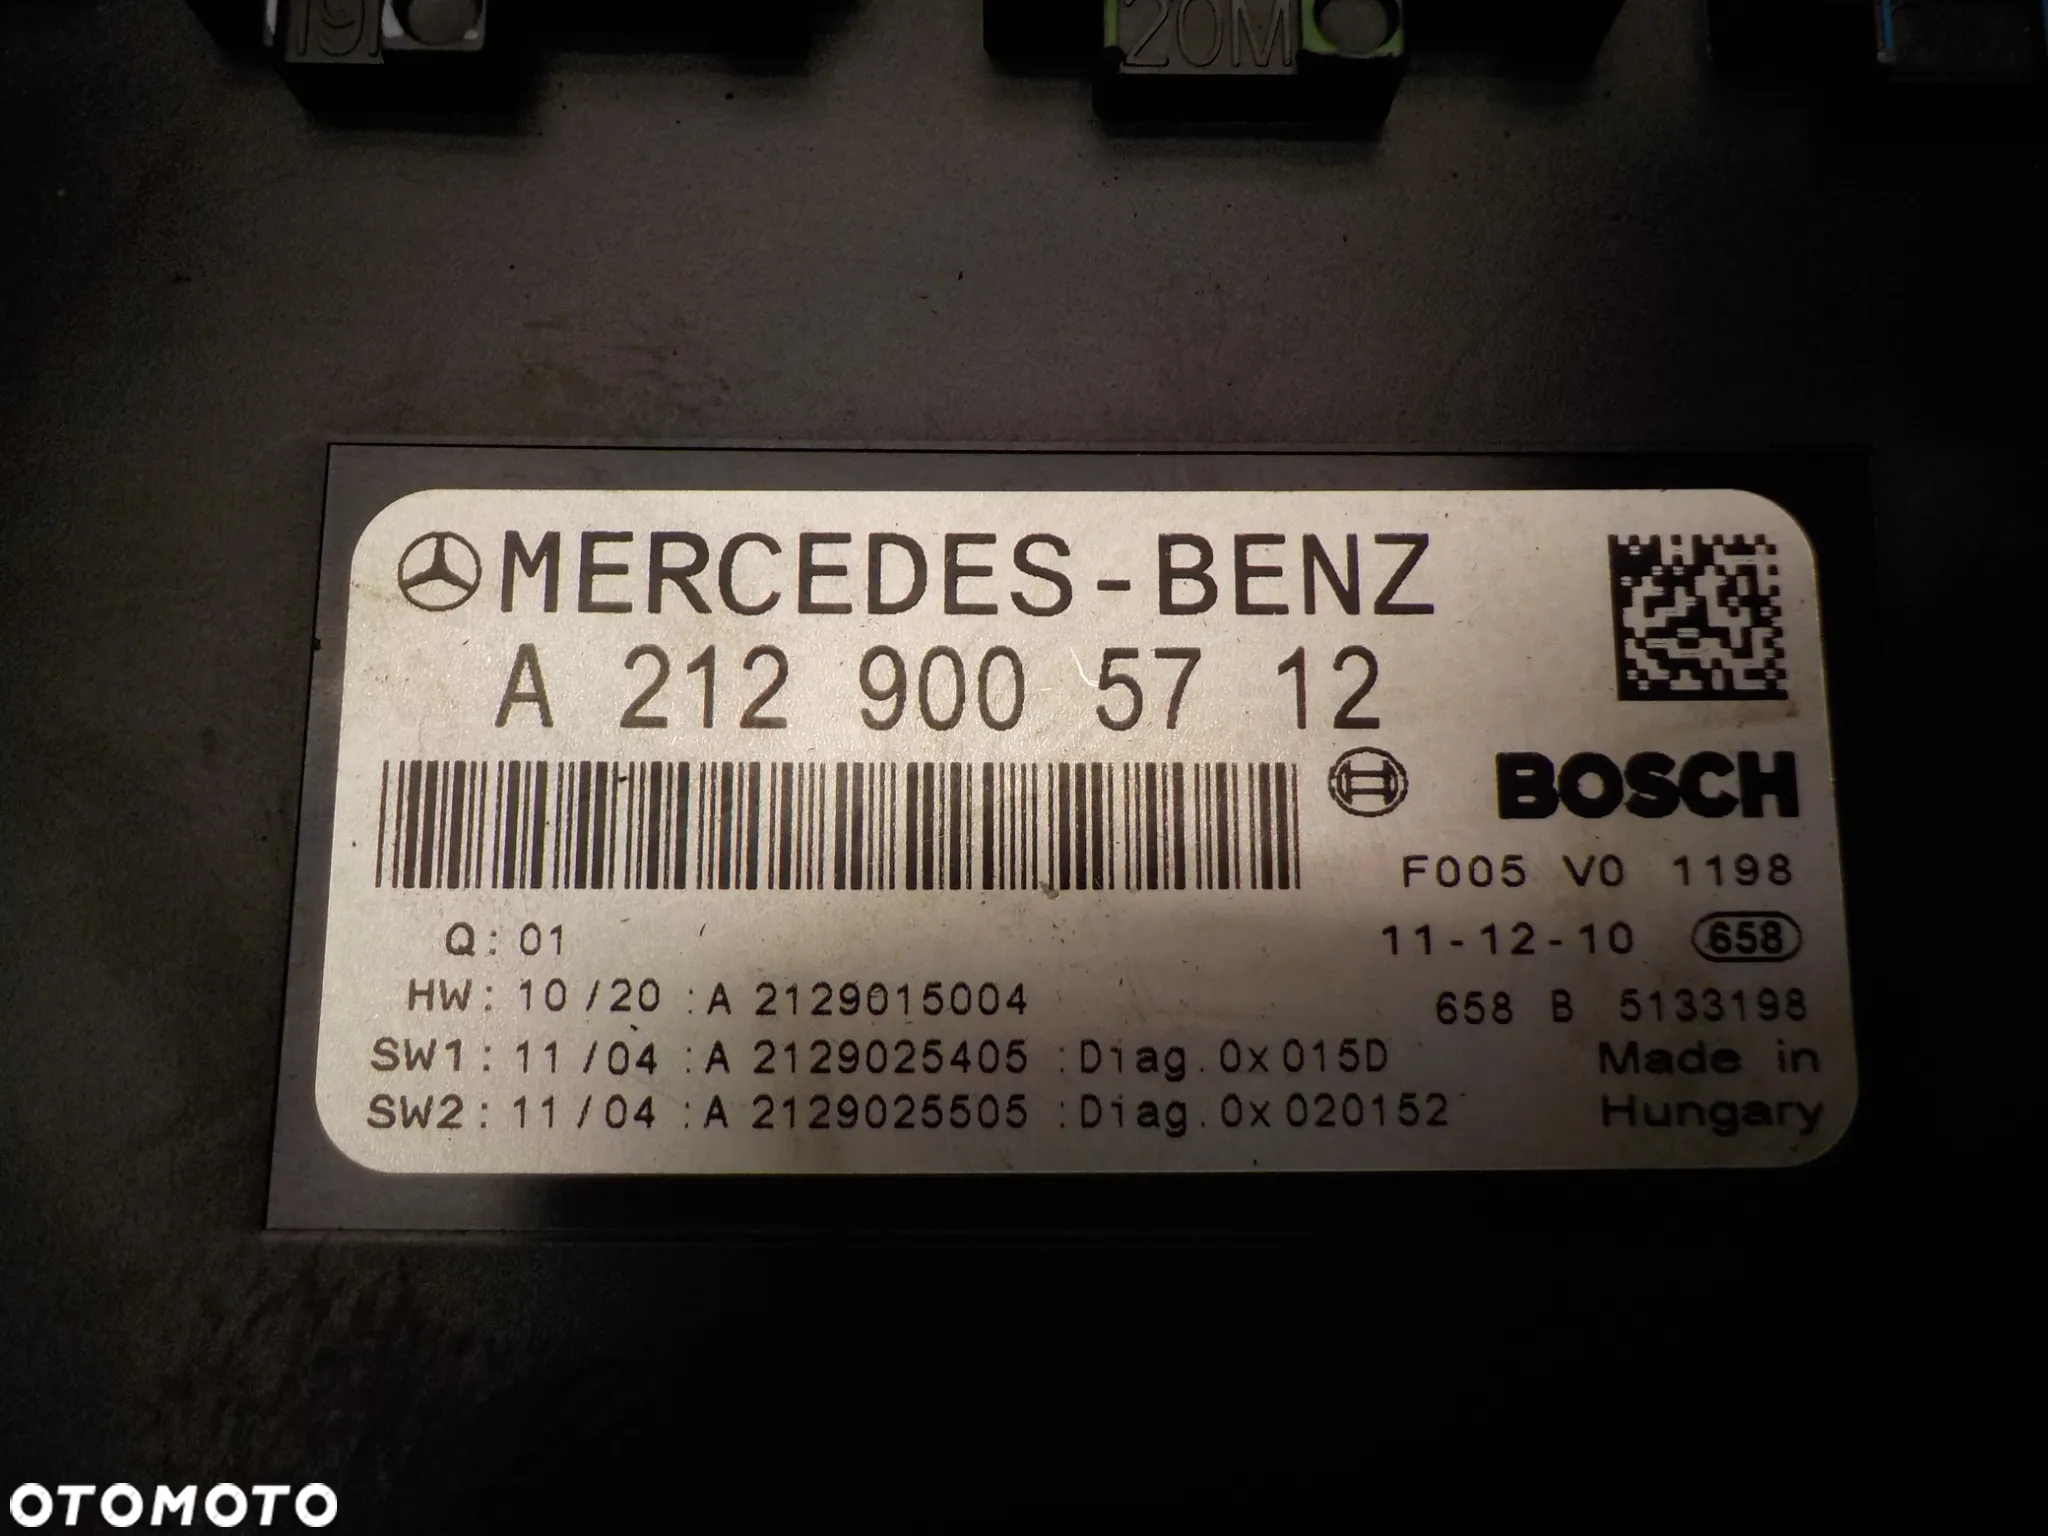 20M
MERCEDES-BENZ
A 212 900 57 12
BOSCH
F005 V0 1198
Q: 01
11-12-10 658
HW: 10/20 :A 2129015004
658 B 5133198
SW1: 11/04 :A 2129025405 :Diag.0x015D
Made in
SW2: 11/04 :A 2129025505 :Diag.0x020152
Hungary
OTOMOTO